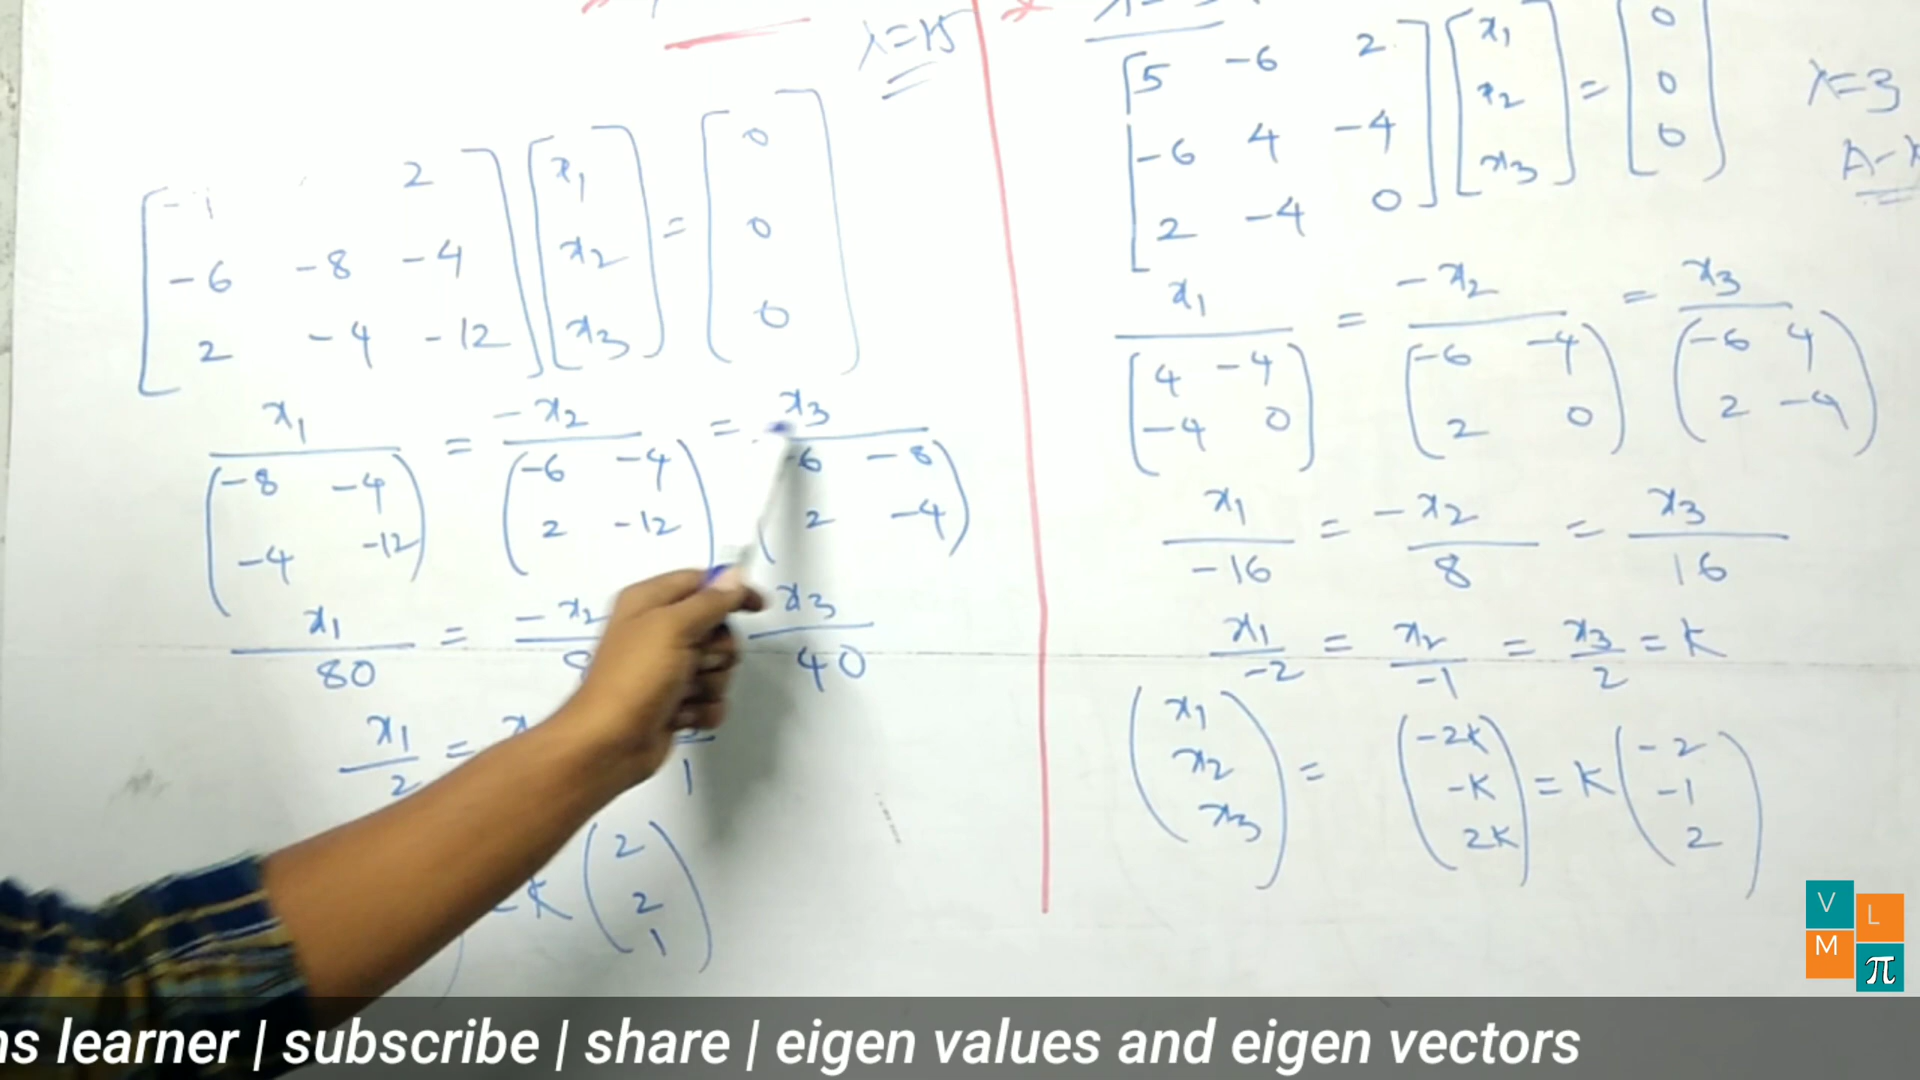 λ=15
2
-6 -8 -4
2 -4 -12
x1
x2
x3
=
0
0
0
x1 = -x2 = x3
-8 -4
-4 -12
-6 -4
2 -12
6 -8
2 -4
x1 = -x2 x3
80 40
x1 =
2 1
K
2
2
1
5 -6 2
-6 4 -4
2 -4 0
x1
x2
x3
=
0
0
0
λ=3
A-
x1 = -x2 = x3
4 -4
-4 0
-6 -4
2 0
-6 4
2 -4
x1 = -x2 = x3
-16 8 16
x1 = x2 = x3 = K
-2 -1 2
x1
x2
x3
=
-2K
-K
2K
= K
-2
-1
2
V L
M π
learner | subscribe | share | eigen values and eigen vectors